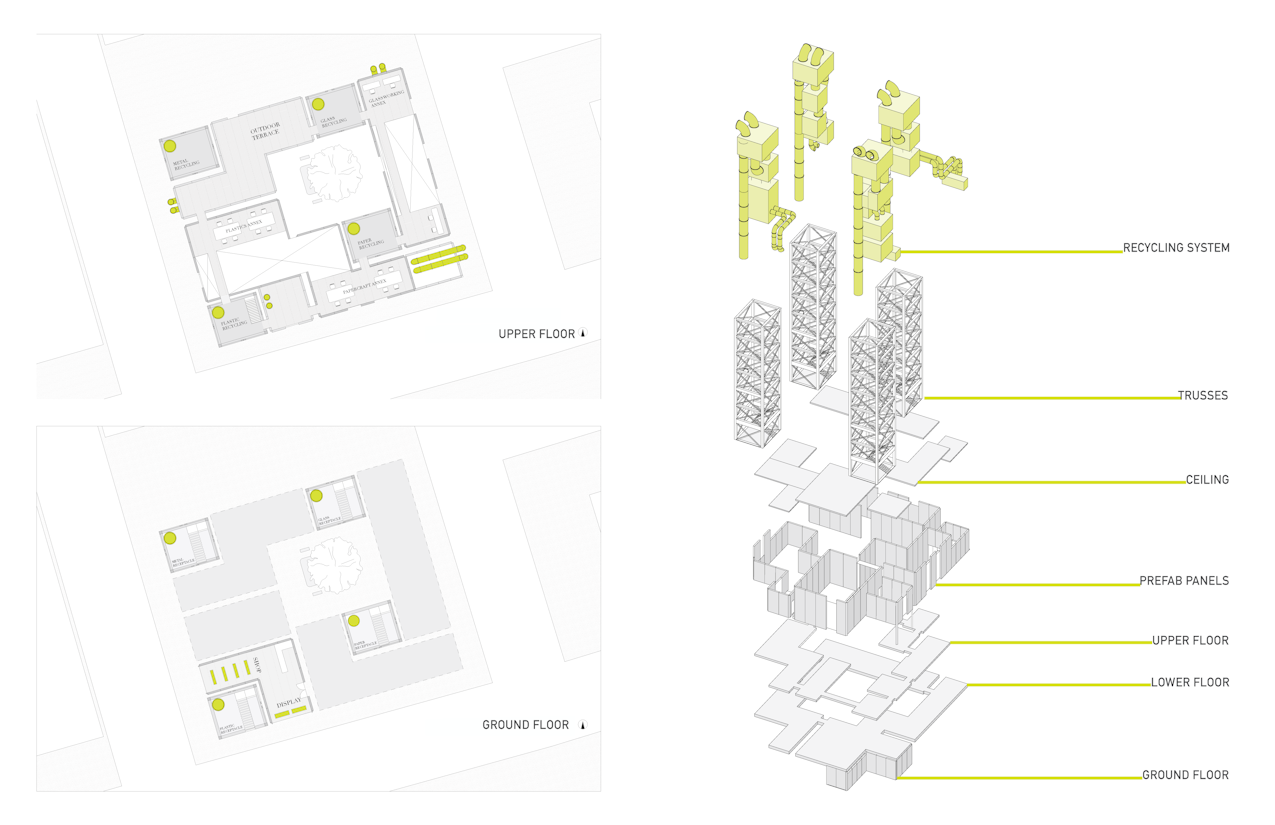 GLASSWORKING
ANNEX
GLASS
RECYCLING
OUTDOOR
TERRACE
METAL
RECYCLING
PLASTICS ANNEX
PAPER
RECYCLING
PAPERCRAFT ANNEX
PLASTIC
RECYCLING
UPPER FLOOR
GLASS
RECEPTACLE
METAL
RECEPTACLE
PAPER
RECEPTACLE
SHOP
DISPLAY
PLASTIC
RECEPTACLE
GROUND FLOOR
RECYCLING SYSTEM
TRUSSES
CEILING
PREFAB PANELS
UPPER FLOOR
LOWER FLOOR
GROUND FLOOR